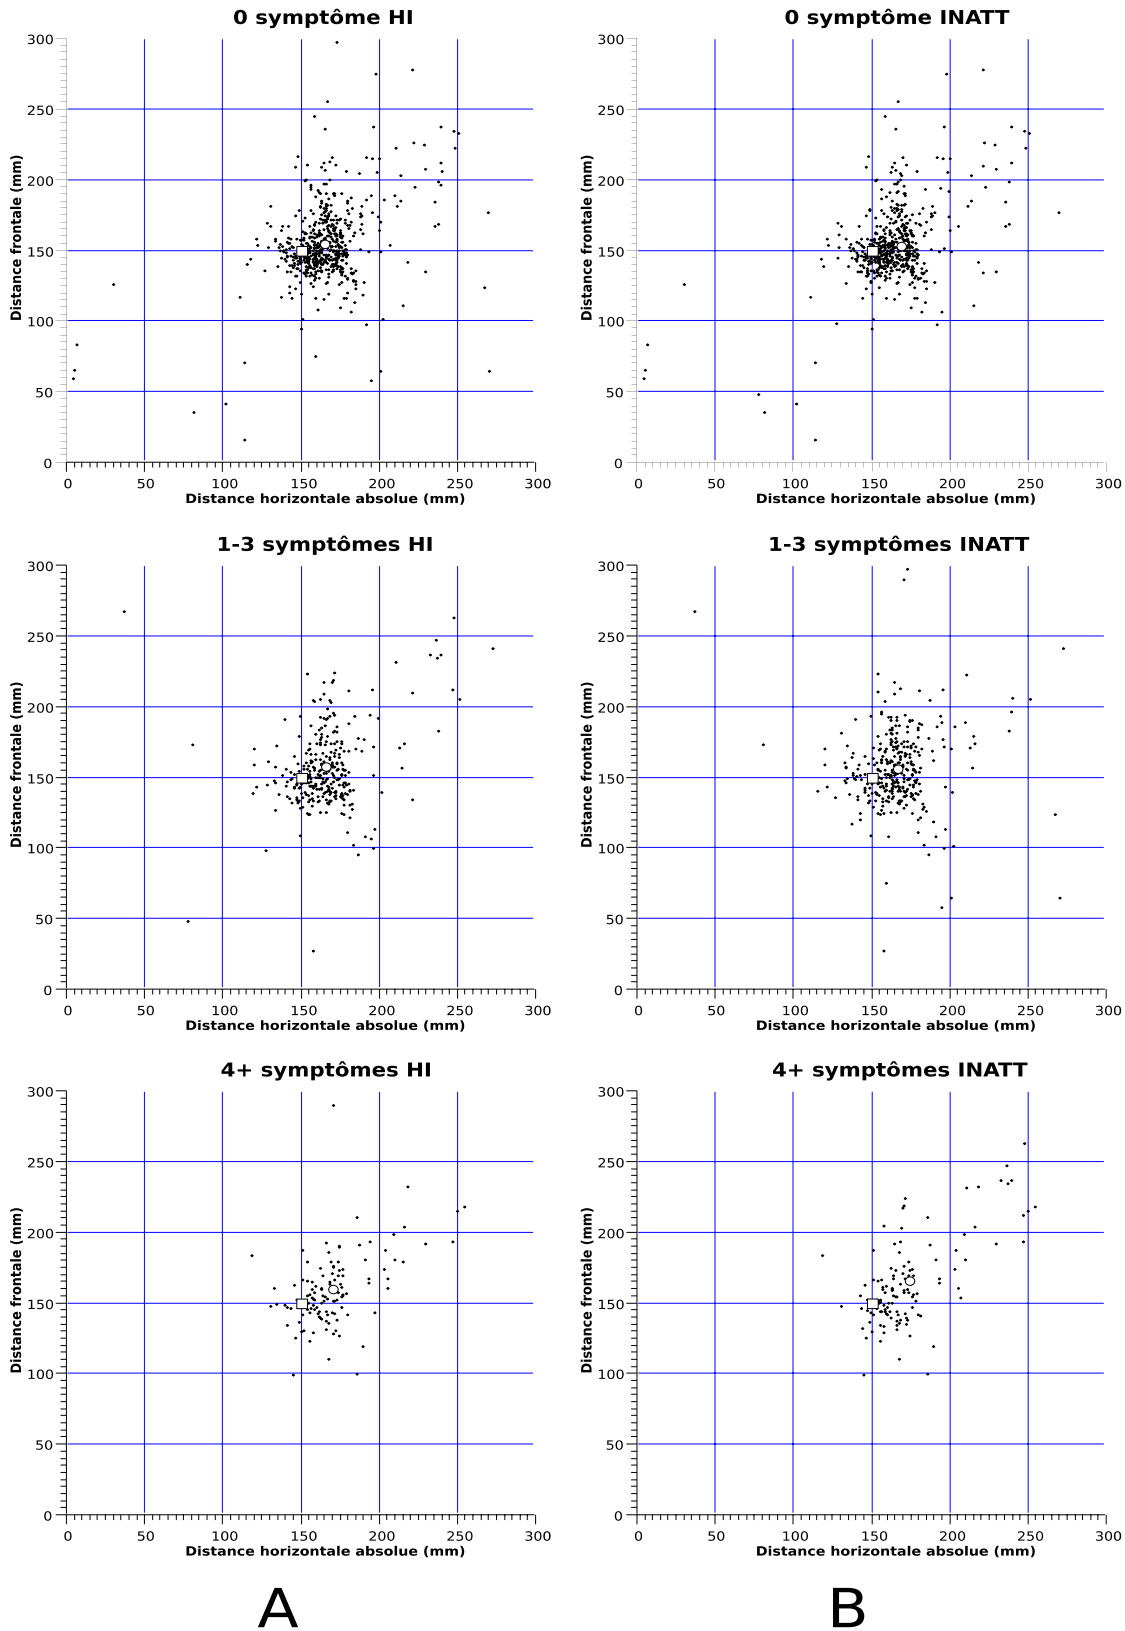 0 symptôme HI
300
250
200
150
100
50
0
Distance frontale (mm)
0 50 100 150 200 250 300
Distance horizontale absolue (mm)
0 symptôme INATT
300
250
200
150
100
50
0
Distance frontale (mm)
0 50 100 150 200 250 300
Distance horizontale absolue (mm)
1-3 symptômes HI
300
250
200
150
100
50
0
Distance frontale (mm)
0 50 100 150 200 250 300
Distance horizontale absolue (mm)
1-3 symptômes INATT
300
250
200
150
100
50
0
Distance frontale (mm)
0 50 100 150 200 250 300
Distance horizontale absolue (mm)
4+ symptômes HI
300
250
200
150
100
50
0
Distance frontale (mm)
0 50 100 150 200 250 300
Distance horizontale absolue (mm)
4+ symptômes INATT
300
250
200
150
100
50
0
Distance frontale (mm)
0 50 100 150 200 250 300
Distance horizontale absolue (mm)
A
B